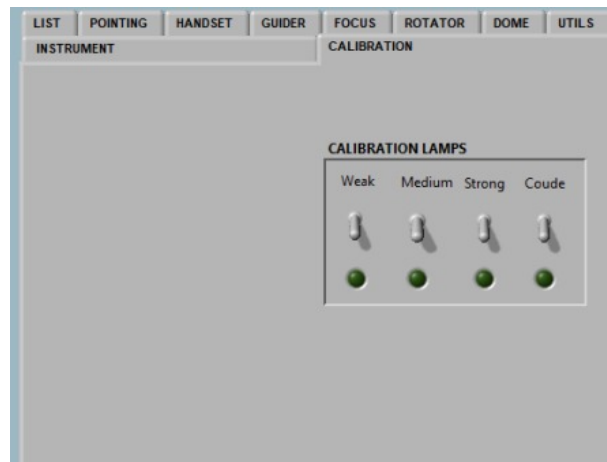 LIST POINTING HANDSET GUIDER FOCUS ROTATOR DOME UTILS
INSTRUMENT CALIBRATION
CALIBRATION LAMPS
Weak Medium Strong Coude